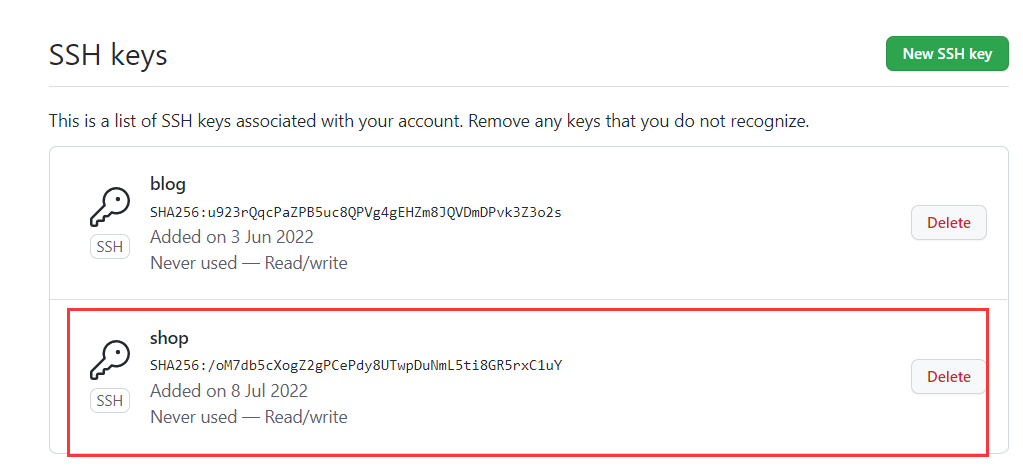 SSH keys
New SSH key
This is a list of SSH keys associated with your account. Remove any keys that you do not recognize.
blog
SHA256:u923rQqcPaZPB5uc8QPVg4gEHZm8JQVDmDPvk3Z3o2s
SSH
Added on 3 Jun 2022
Never used — Read/write
Delete
shop
SHA256:/oM7db5cXogZ2gPCePdy8UTwpDuNmL5ti8GR5rxC1uY
SSH
Added on 8 Jul 2022
Never used — Read/write
Delete